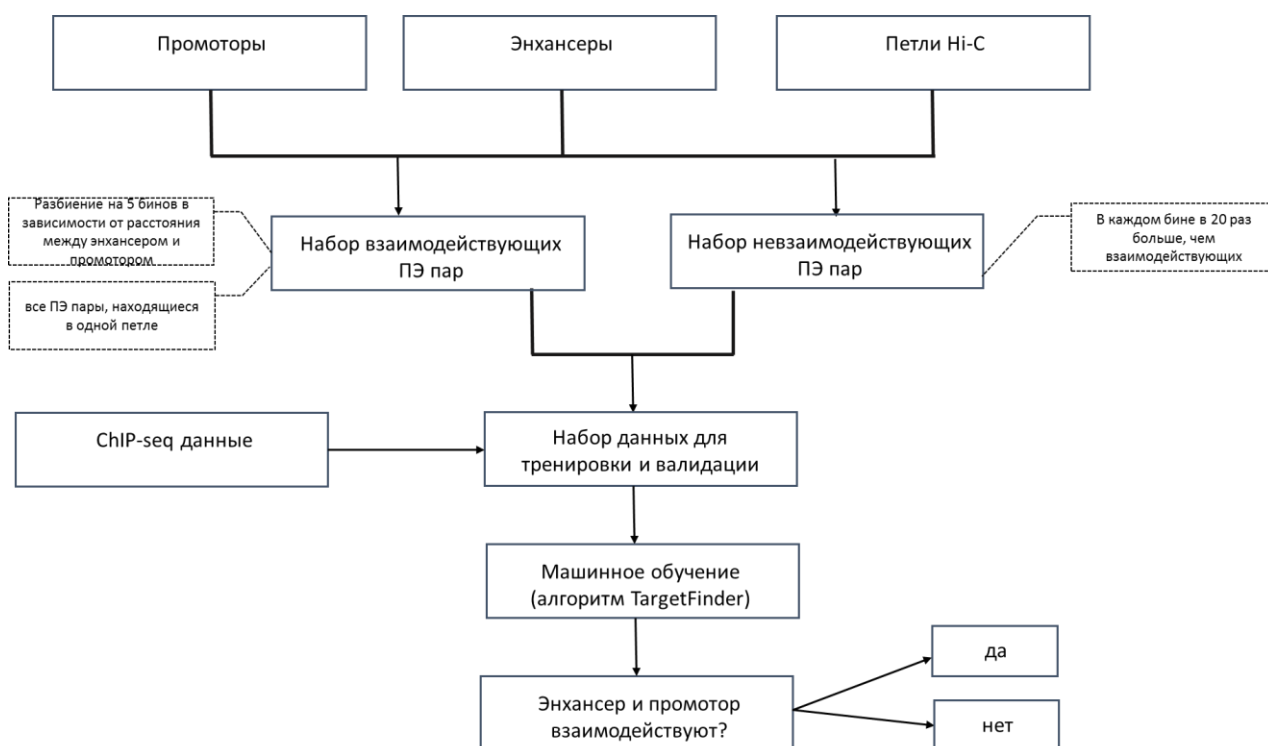 Промоторы
Энхансеры
Петли Hi-C
Разбиение на 5 бинов в
зависимости от расстояния
между энхансером и
промотором
все ПЭ пары, находящиеся
в одной петле
Набор взаимодействующих
ПЭ пар
Набор невзаимодействующих
ПЭ пар
В каждом бине в 20 раз
больше, чем
взаимодействующих
ChIP-seq данные
Набор данных для
тренировки и валидации
Машинное обучение
(алгоритм TargetFinder)
Энхансер и промотор
взаимодействуют?
да
нет